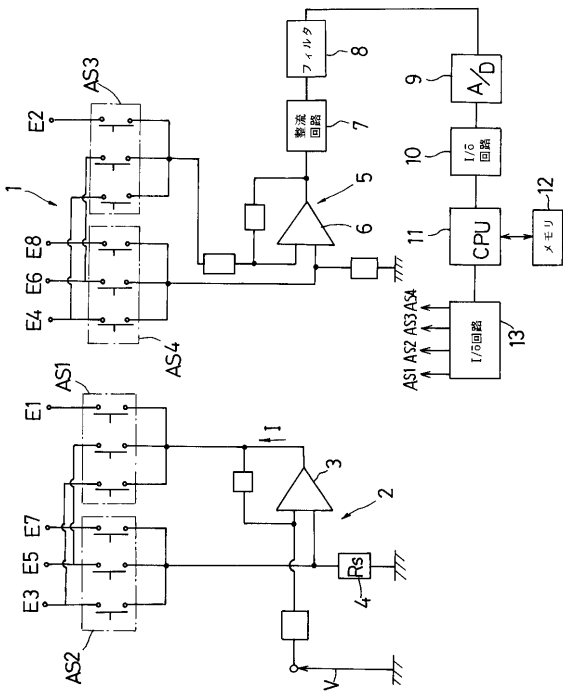 1
E4
E6
E8
E2
AS4
AS3
5
6
整流
回路
7
フィルタ
8
A/D
9
I/O
回路
10
CPU
11
メモリ
12
I/O回路
13
AS1 AS2 AS3 AS4
E3
E5
E7
E1
AS2
AS1
I
3
2
Rs
4
V